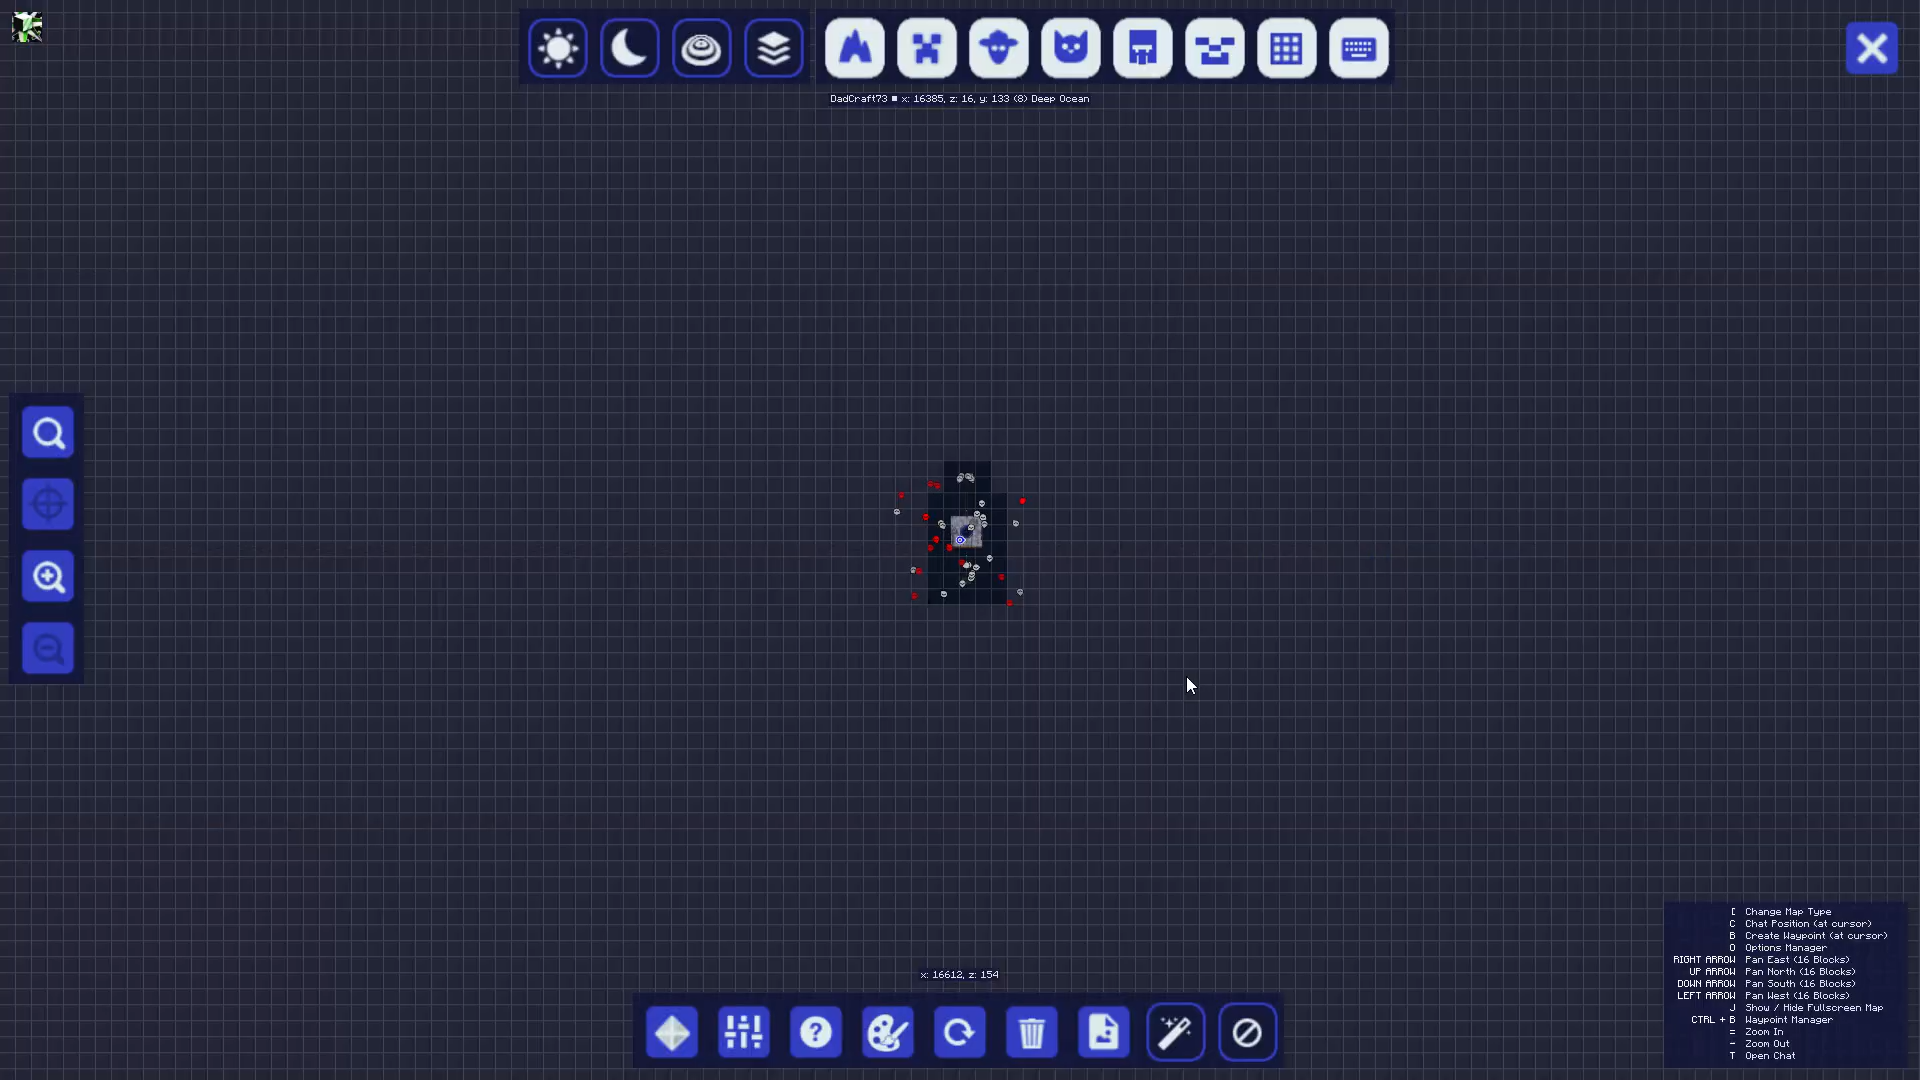 DadCraft73 ■ x: 16385, z: 16, y: 133 (8) Deep Ocean
[ Change Map Type
C Chat Position (at cursor)
B Create Waypoint (at cursor)
O Options Manager
RIGHT ARROW Pan East (16 Blocks)
UP ARROW Pan North (16 Blocks)
DOWN ARROW Pan South (16 Blocks)
LEFT ARROW Pan West (16 Blocks)
x: 16612, z: 154
J Show / Hide Fullscreen Map
CTRL + B Waypoint Manager
= Zoom In
- Zoom Out
T Open Chat